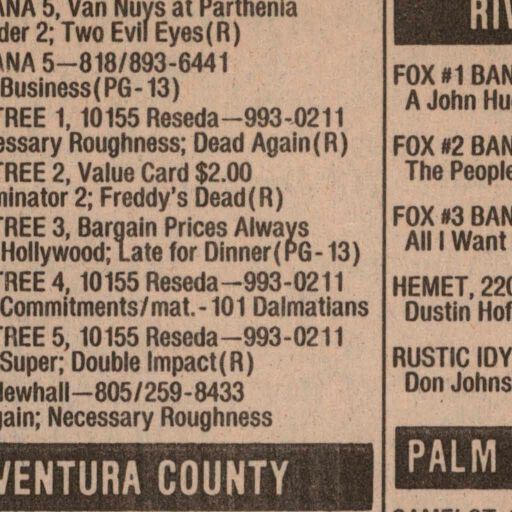 ANA 5, Van Nuys at Parthenia
der 2; Two Evil Eyes(R)
ANA 5—818/893-6441
Business(PG-13)
TREE 1, 10155 Reseda—993-0211
essary Roughness; Dead Again(R)
TREE 2, Value Card $2.00
minator 2; Freddy's Dead(R)
TREE 3, Bargain Prices Always
Hollywood; Late for Dinner(PG-13)
TREE 4, 10155 Reseda—993-0211
Commitments/mat.-101 Dalmatians
TREE 5, 10155 Reseda—993-0211
Super; Double Impact(R)
Newhall—805/259-8433
gain; Necessary Roughness
VENTURA COUNTY
RIV
FOX #1 BAN
A John Hu
FOX #2 BAN
The People
FOX #3 BAN
All I Want
HEMET, 220
Dustin Hof
RUSTIC IDY
Don Johns
PALM